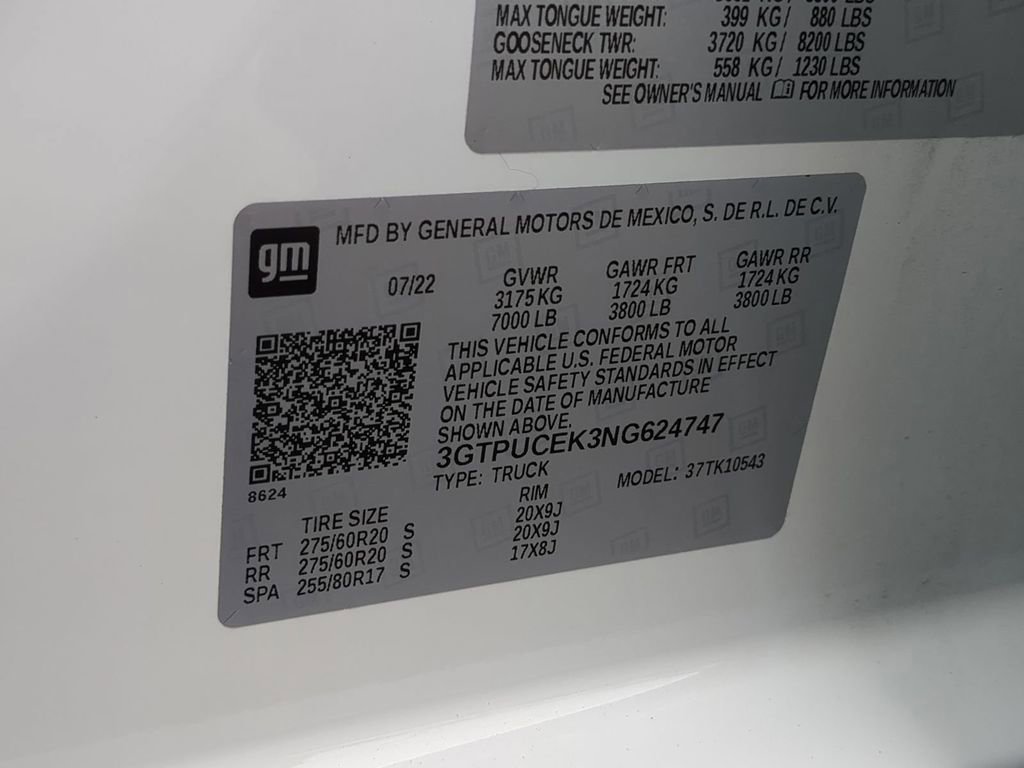 MAX TONGUE WEIGHT: 399 KG/ 880 LBS
GOOSENECK TWR: 3720 KG/ 8200 LBS
MAX TONGUE WEIGHT: 558 KG/ 1230 LBS
SEE OWNER'S MANUAL FOR MORE INFORMATION
gm
MFD BY GENERAL MOTORS DE MEXICO, S. DE R.L. DE C.V.
07/22 GVWR GAWR FRT GAWR RR
3175 KG 1724 KG 1724 KG
7000 LB 3800 LB 3800 LB
THIS VEHICLE CONFORMS TO ALL
APPLICABLE U.S. FEDERAL MOTOR
VEHICLE SAFETY STANDARDS IN EFFECT
ON THE DATE OF MANUFACTURE
SHOWN ABOVE.
3GTPUCEK3NG624747
TYPE: TRUCK MODEL: 37TK10543
8624
TIRE SIZE RIM
FRT 275/60R20 S 20X9J
RR 275/60R20 S 20X9J
SPA 255/80R17 S 17X8J